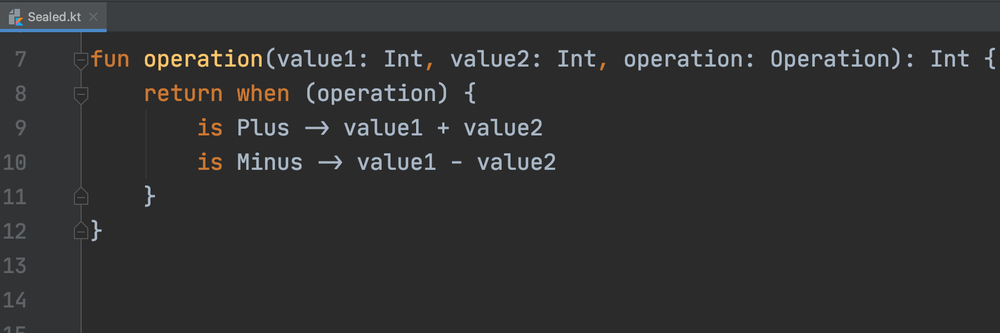 Sealed.kt
7 fun operation(value1: Int, value2: Int, operation: Operation): Int {
8     return when (operation) {
9         is Plus -> value1 + value2
10         is Minus -> value1 - value2
11     }
12 }
13
14
15